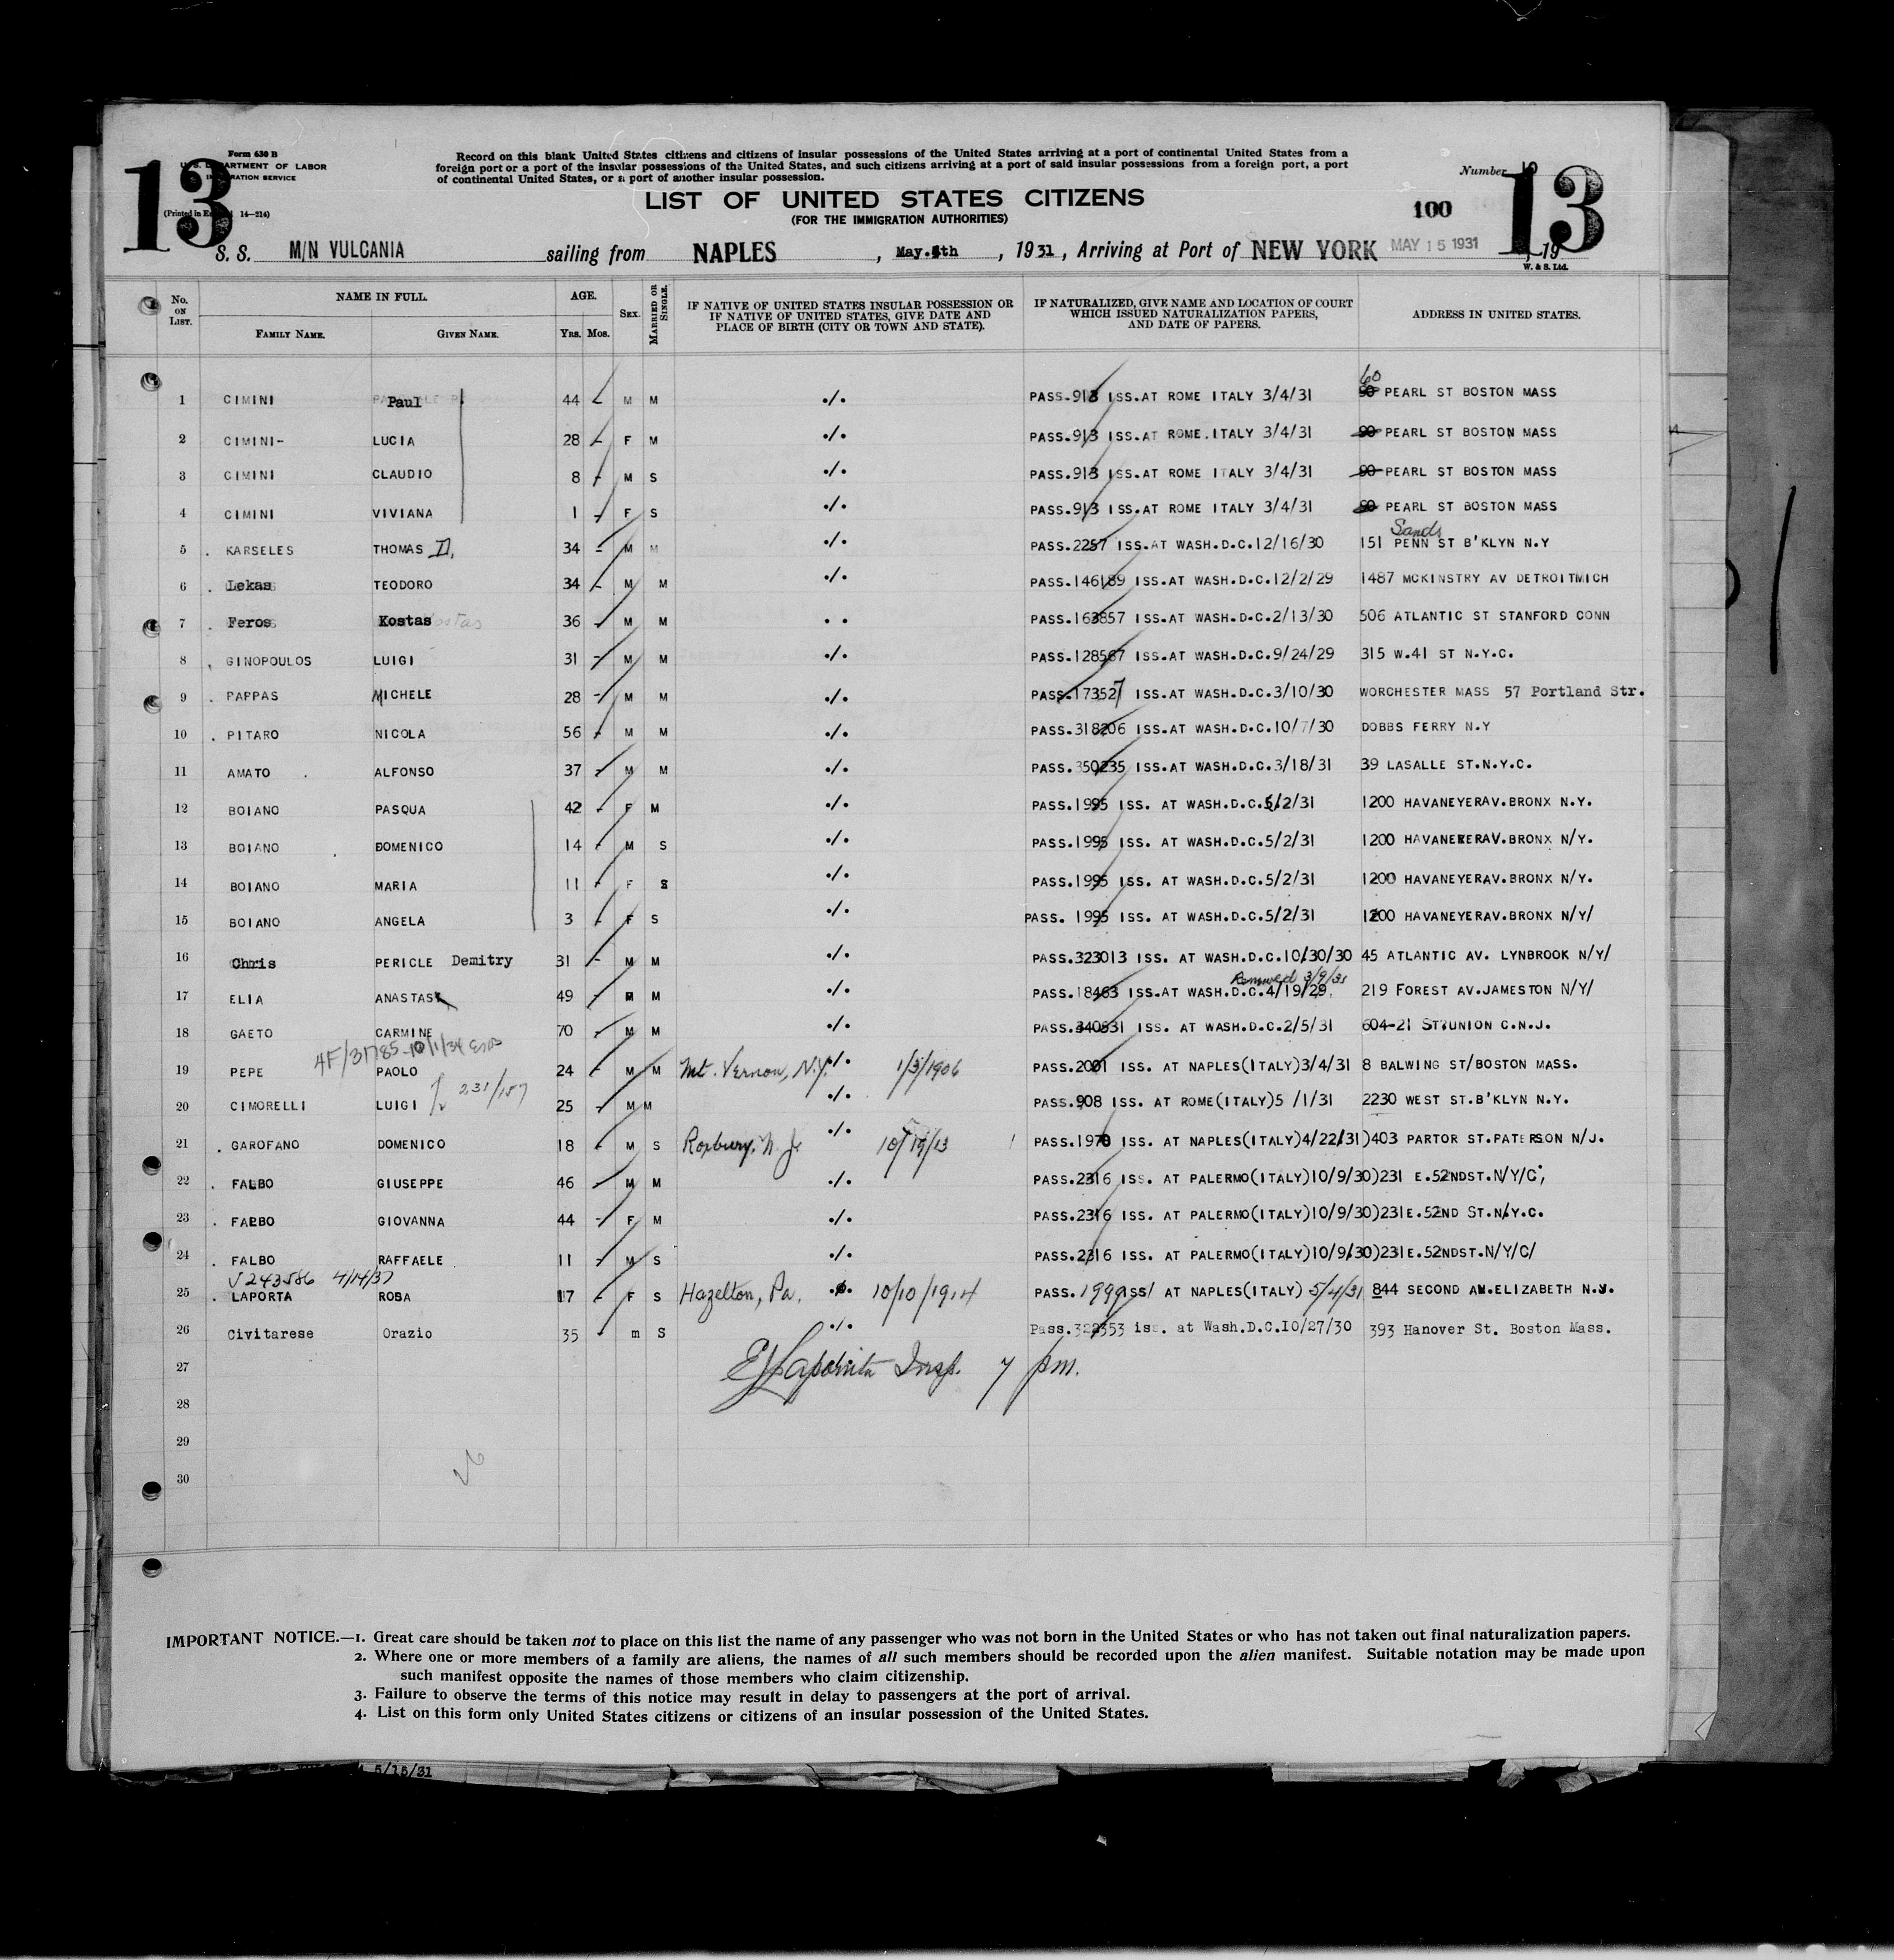 13
Form 630 B
U. S. DEPARTMENT OF LABOR
IMMIGRATION SERVICE
(Printed in 14—214)
Record on this blank United States citizens and citizens of insular possessions of the United States arriving at a port of continental United States from a
foreign port or a port of the insular possessions of the United States, and such citizens arriving at a port of said insular possessions from a foreign port, a port
of continental United States, or a port of another insular possession.
LIST OF UNITED STATES CITIZENS
(FOR THE IMMIGRATION AUTHORITIES)
Number
100
13
S. S. M/N VULCANIA sailing from NAPLES, May. th, 1931, Arriving at Port of NEW YORK MAY 15 1931, 19
W. & S. Ltd.
No. ON LIST. NAME IN FULL. FAMILY NAME. GIVEN NAME. AGE. YRS. MOS. SEX. MARRIED OR SINGLE. IF NATIVE OF UNITED STATES INSULAR POSSESSION OR IF NATIVE OF UNITED STATES, GIVE DATE AND PLACE OF BIRTH (CITY OR TOWN AND STATE). IF NATURALIZED, GIVE NAME AND LOCATION OF COURT WHICH ISSUED NATURALIZATION PAPERS, AND DATE OF PAPERS. ADDRESS IN UNITED STATES.
60
1 CIMINI Paul 44 M M ./. PASS.913 ISS.AT ROME ITALY 3/4/31 90 PEARL ST BOSTON MASS
2 CIMINI- LUCIA 28 F M ./. PASS.913 ISS.AT ROME.ITALY 3/4/31 90 PEARL ST BOSTON MASS
3 CIMINI CLAUDIO 8 M S ./. PASS.913 ISS.AT ROME ITALY 3/4/31 90 PEARL ST BOSTON MASS
4 CIMINI VIVIANA 1 F S ./. PASS.913 ISS.AT ROME ITALY 3/4/31 90 PEARL ST BOSTON MASS
Sands
5 . KARSELES THOMAS D. 34 M M ./. PASS.2257 ISS.AT WASH.D.C.12/16/30 151 PENN ST B'KLYN N.Y
6 . Lekas TEODORO 34 M M ./. PASS.146189 ISS.AT WASH.D.C.12/2/29 1487 MCKINSTRY AV DETROITMICH
7 . Feros Kostas 36 M M . . PASS.163857 ISS.AT WASH.D.C.2/13/30 506 ATLANTIC ST STANFORD CONN
8 . GINOPOULOS LUIGI 31 M M ./. PASS.128567 ISS.AT WASH.D.C.9/24/29 315 W.41 ST N.Y.C.
9 . PAPPAS MICHELE 28 M M ./. PASS.173527 ISS.AT WASH.D.C.3/10/30 WORCHESTER MASS 57 Portland Str.
10 . PITARO NICOLA 56 M M ./. PASS.318206 ISS.AT WASH.D.C.10/7/30 DOBBS FERRY N.Y
11 AMATO . ALFONSO 37 M M ./. PASS.350235 ISS.AT WASH.D.C.3/18/31 39 LASALLE ST.N.Y.C.
12 BOIANO PASQUA 42 F M ./. PASS.1995 ISS. AT WASH.D.C.5/2/31 1200 HAVANEYERAV.BRONX N.Y.
13 BOIANO DOMENICO 14 M S ./. PASS.1995 ISS. AT WASH.D.C.5/2/31 1200 HAVANEKERAV.BRONX N/Y.
14 BOIANO MARIA 11 F S ./. PASS.1995 ISS. AT WASH.D.C.5/2/31 1200 HAVANEYERAV.BRONX N/Y.
15 BOIANO ANGELA 3 F S ./. PASS. 1995 ISS. AT WASH.D.C.5/2/31 1200 HAVANEYERAV.BRONX N/Y/
16 Chris PERICLE Demitry 31 M M ./. PASS.323013 ISS. AT WASH.D.C.10/30/30 45 ATLANTIC AV. LYNBROOK N/Y/
Renewed 3/9/31
17 ELIA ANASTAS 49 M M ./. PASS.18463 ISS.AT WASH.D.C.4/19/29. 219 FOREST AV.JAMESTON N/Y/
18 GAETO CARMINE 70 M M ./. PASS.340531 ISS. AT WASH.D.C.2/5/31 604-21 ST?UNION C.N.J.
4F/31785-10/1/34
19 PEPE PAOLO 24 M M Mt. Vernon, N.Y. ./. 1/3/1906 PASS.2001 ISS. AT NAPLES(ITALY)3/4/31 8 BALWING ST/BOSTON MASS.
231/157
20 CIMORELLI LUIGI 25 M M ./. PASS.908 ISS. AT ROME(ITALY)5 /1/31 2230 WEST ST.B'KLYN N.Y.
21 . GAROFANO DOMENICO 18 M S Roxbury, N. J. ./. 10/19/13 PASS.1970 ISS. AT NAPLES(ITALY)4/22/31)403 PARTOR ST.PATERSON N/J.
22 . FALBO GIUSEPPE 46 M M ./. PASS.2316 ISS. AT PALERMO(ITALY)10/9/30)231 E.52NDST.N/Y/C;
23 . FALBO GIOVANNA 44 F M ./. PASS.2316 ISS. AT PALERMO(ITALY)10/9/30)231E.52ND ST.N.Y.C.
24 . FALBO RAFFAELE 11 M S ./. PASS.2316 ISS. AT PALERMO(ITALY)10/9/30)231E.52NDST.N/Y/C/
V 243586 4/14/37
25 . LAPORTA ROSA 17 F S Hazelton, Pa. 10/10/1914 PASS.1999 ISS/ AT NAPLES(ITALY) 5/4/31 844 SECOND AV.ELIZABETH N.J.
26 Civitarese Orazio 35 m S ./. Pass.322353 iss. at Wash.D.C.10/27/30 393 Hanover St. Boston Mass.
27 Insp. 7 pm.
28
29
30
IMPORTANT NOTICE.—1. Great care should be taken not to place on this list the name of any passenger who was not born in the United States or who has not taken out final naturalization papers.
2. Where one or more members of a family are aliens, the names of all such members should be recorded upon the alien manifest. Suitable notation may be made upon
such manifest opposite the names of those members who claim citizenship.
3. Failure to observe the terms of this notice may result in delay to passengers at the port of arrival.
4. List on this form only United States citizens or citizens of an insular possession of the United States.
5/15/31